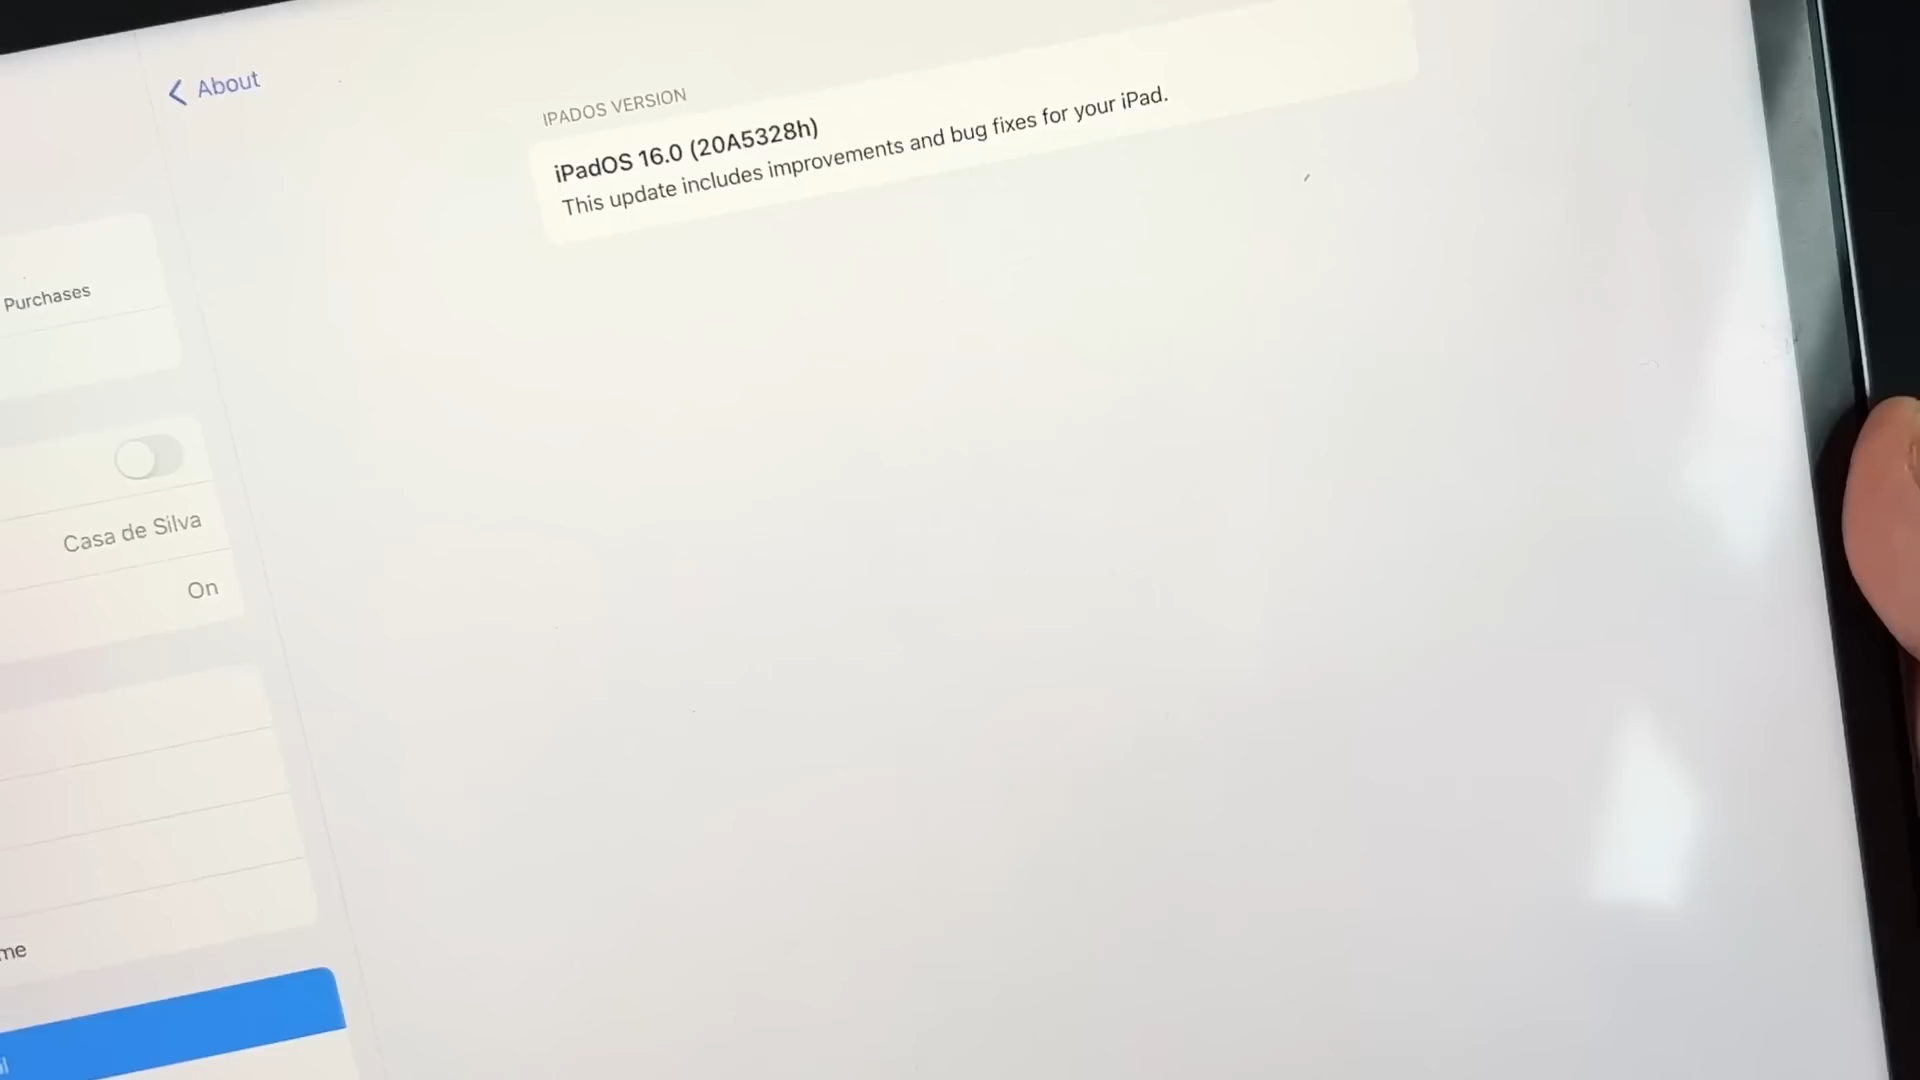 About
IPADOS VERSION
iPadOS 16.0 (20A5328h)
This update includes improvements and bug fixes for your iPad.
Purchases
Casa de Silva
On